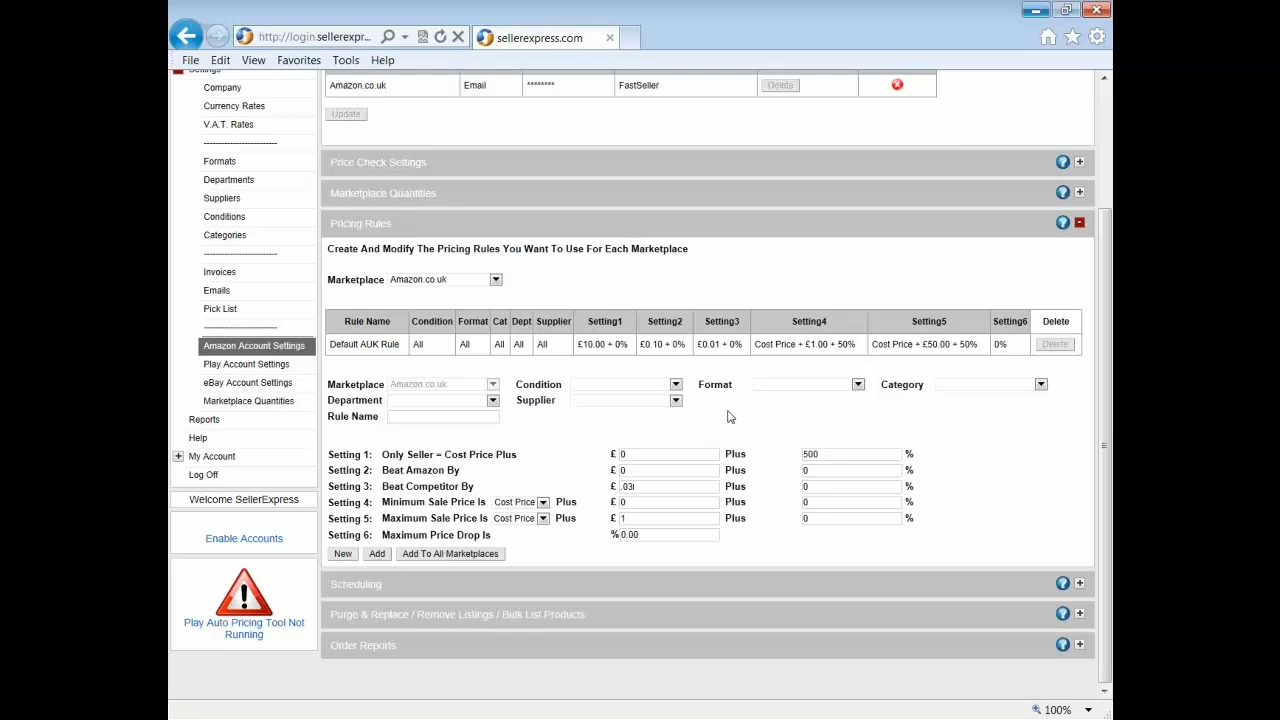 http://login.sellerexpr...
sellerexpress.com
File Edit View Favorites Tools Help
Settings
Company
Currency Rates
V.A.T. Rates
------------------------
Formats
Departments
Suppliers
Conditions
Categories
------------------------
Invoices
Emails
Pick List
------------------------
Amazon Account Settings
Play Account Settings
eBay Account Settings
Marketplace Quantities
Reports
Help
My Account
Log Off
Welcome SellerExpress
Enable Accounts
Play Auto Pricing Tool Not
Running
Amazon.co.uk Email ******** FastSeller Delete
Update
Price Check Settings
Marketplace Quantities
Pricing Rules
Create And Modify The Pricing Rules You Want To Use For Each Marketplace
Marketplace Amazon.co.uk
Rule Name Condition Format Cat Dept Supplier Setting1 Setting2 Setting3 Setting4 Setting5 Setting6 Delete
Default AUK Rule All All All All All £10.00 + 0% £0.10 + 0% £0.01 + 0% Cost Price + £1.00 + 50% Cost Price + £50.00 + 50% 0% Delete
Marketplace Amazon.co.uk Condition Format Category
Department Supplier
Rule Name
Setting 1: Only Seller = Cost Price Plus £ 0 Plus 500 %
Setting 2: Beat Amazon By £ 0 Plus 0 %
Setting 3: Beat Competitor By £ .03 Plus 0 %
Setting 4: Minimum Sale Price Is Cost Price Plus £ 0 Plus 0 %
Setting 5: Maximum Sale Price Is Cost Price Plus £ 1 Plus 0 %
Setting 6: Maximum Price Drop Is % 0.00
New Add Add To All Marketplaces
Scheduling
Purge & Replace / Remove Listings / Bulk List Products
Order Reports
100%